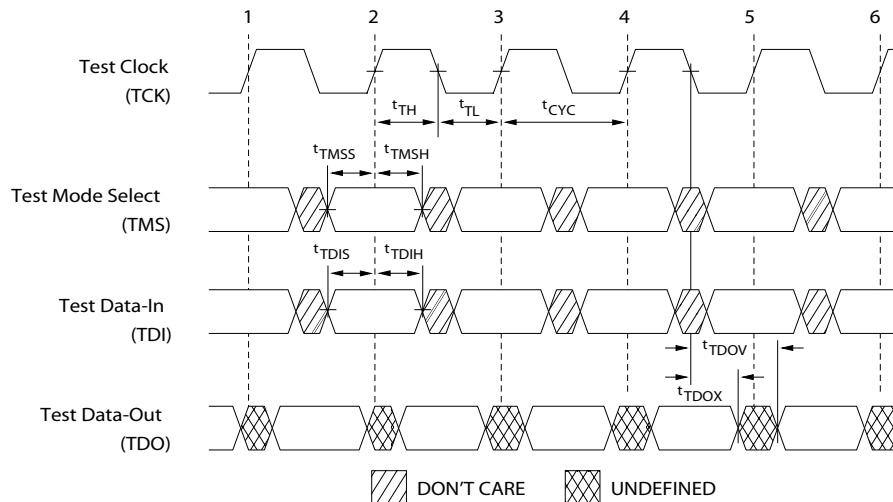 1 2 3 4 5 6
Test Clock
(TCK)
tTH tTL tCYC
tTMSS tTMSH
Test Mode Select
(TMS)
tTDIS tTDIH
Test Data-In
(TDI)
tTDOV
tTDOX
Test Data-Out
(TDO)
DON'T CARE UNDEFINED